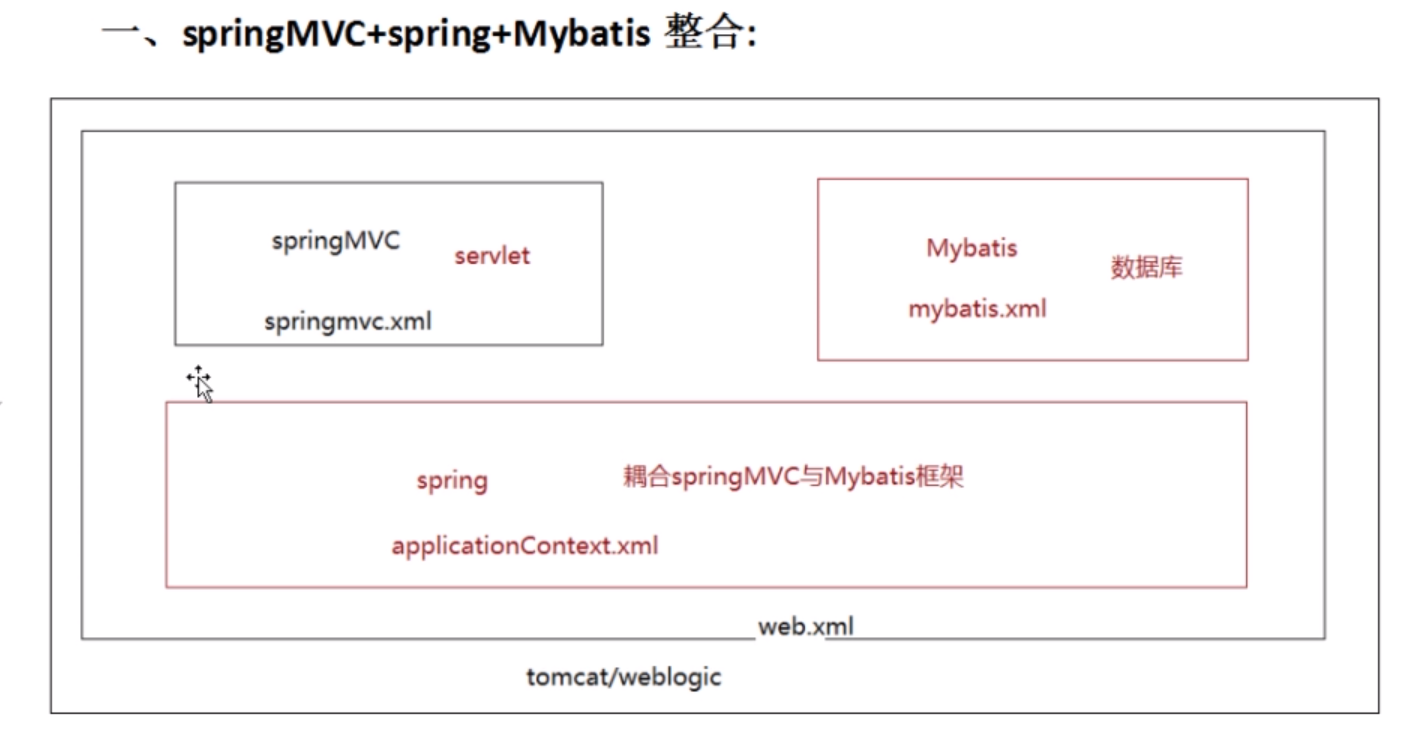 一、springMVC+spring+Mybatis 整合:
springMVC
servlet
springmvc.xml
Mybatis
数据库
mybatis.xml
spring
耦合springMVC与Mybatis框架
applicationContext.xml
web.xml
tomcat/weblogic